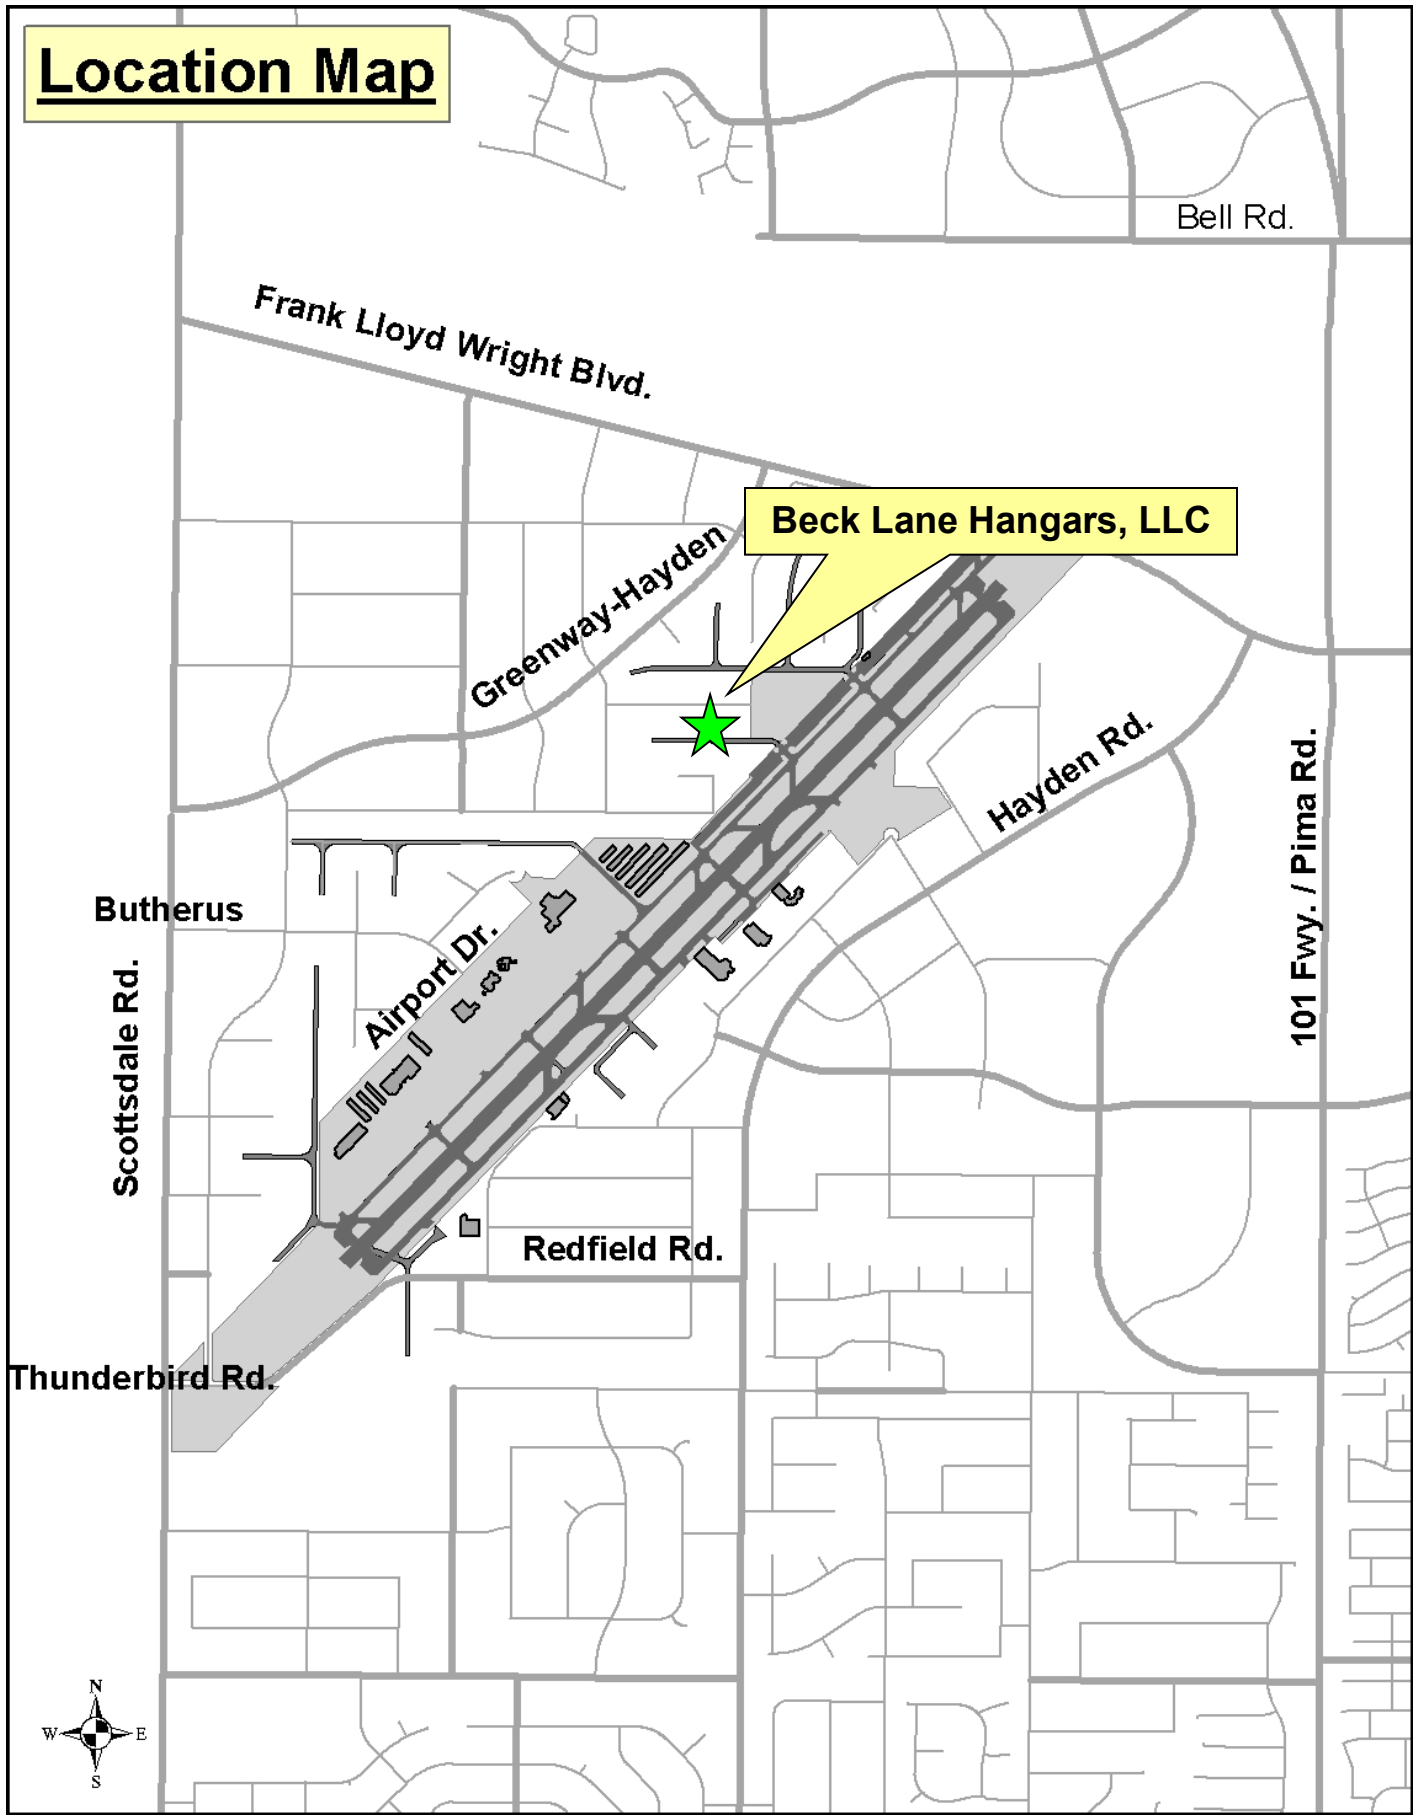 Location Map
Bell Rd.
Frank Lloyd Wright Blvd.
Beck Lane Hangars, LLC
Greenway-Hayden
Hayden Rd.
101 Fwy. / Pima Rd.
Butherus
Airport Dr.
Scottsdale Rd.
Redfield Rd.
Thunderbird Rd.
N
W E
S